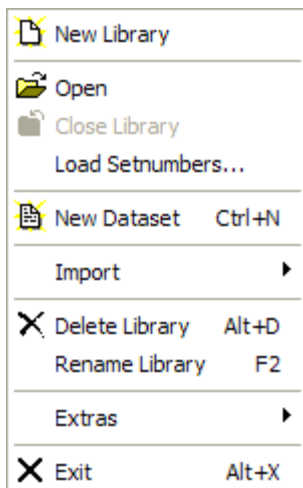 New Library
Open
Close Library
Load Setnumbers...
New Dataset Ctrl+N
Import
Delete Library Alt+D
Rename Library F2
Extras
Exit Alt+X